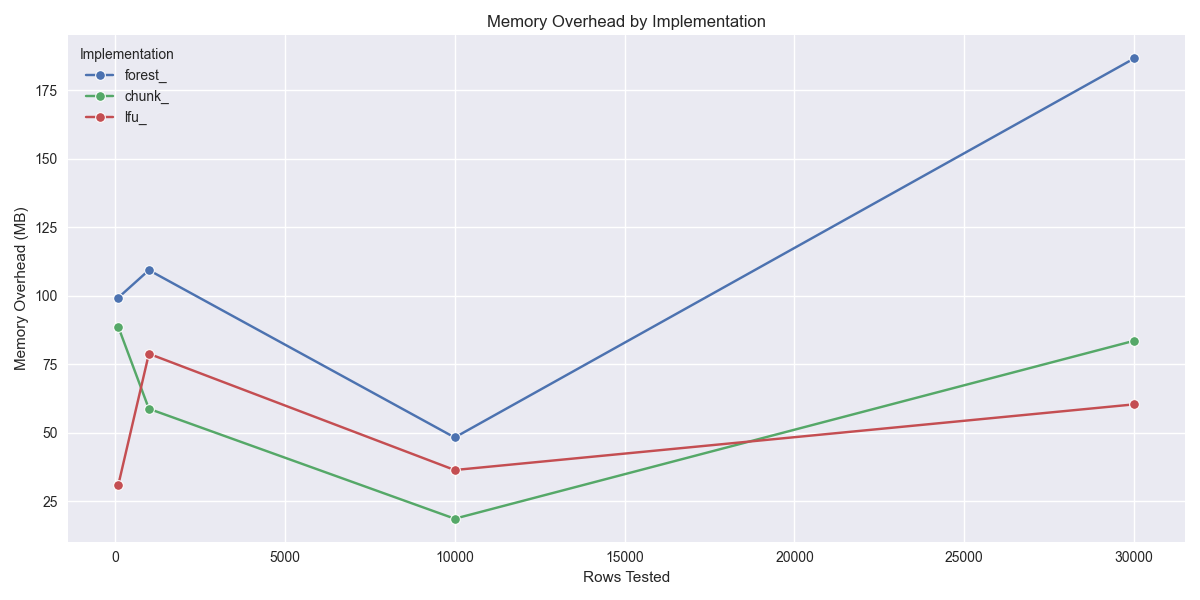 Memory Overhead by Implementation
Implementation
forest_
chunk_
lfu_
Memory Overhead (MB)
175
150
125
100
75
50
25
0 5000 10000 15000 20000 25000 30000
Rows Tested